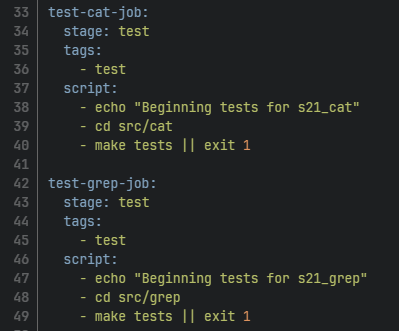 33 test-cat-job:
34   stage: test
35   tags:
36     - test
37   script:
38     - echo "Beginning tests for s21_cat"
39     - cd src/cat
40     - make tests || exit 1
41
42 test-grep-job:
43   stage: test
44   tags:
45     - test
46   script:
47     - echo "Beginning tests for s21_grep"
48     - cd src/grep
49     - make tests || exit 1